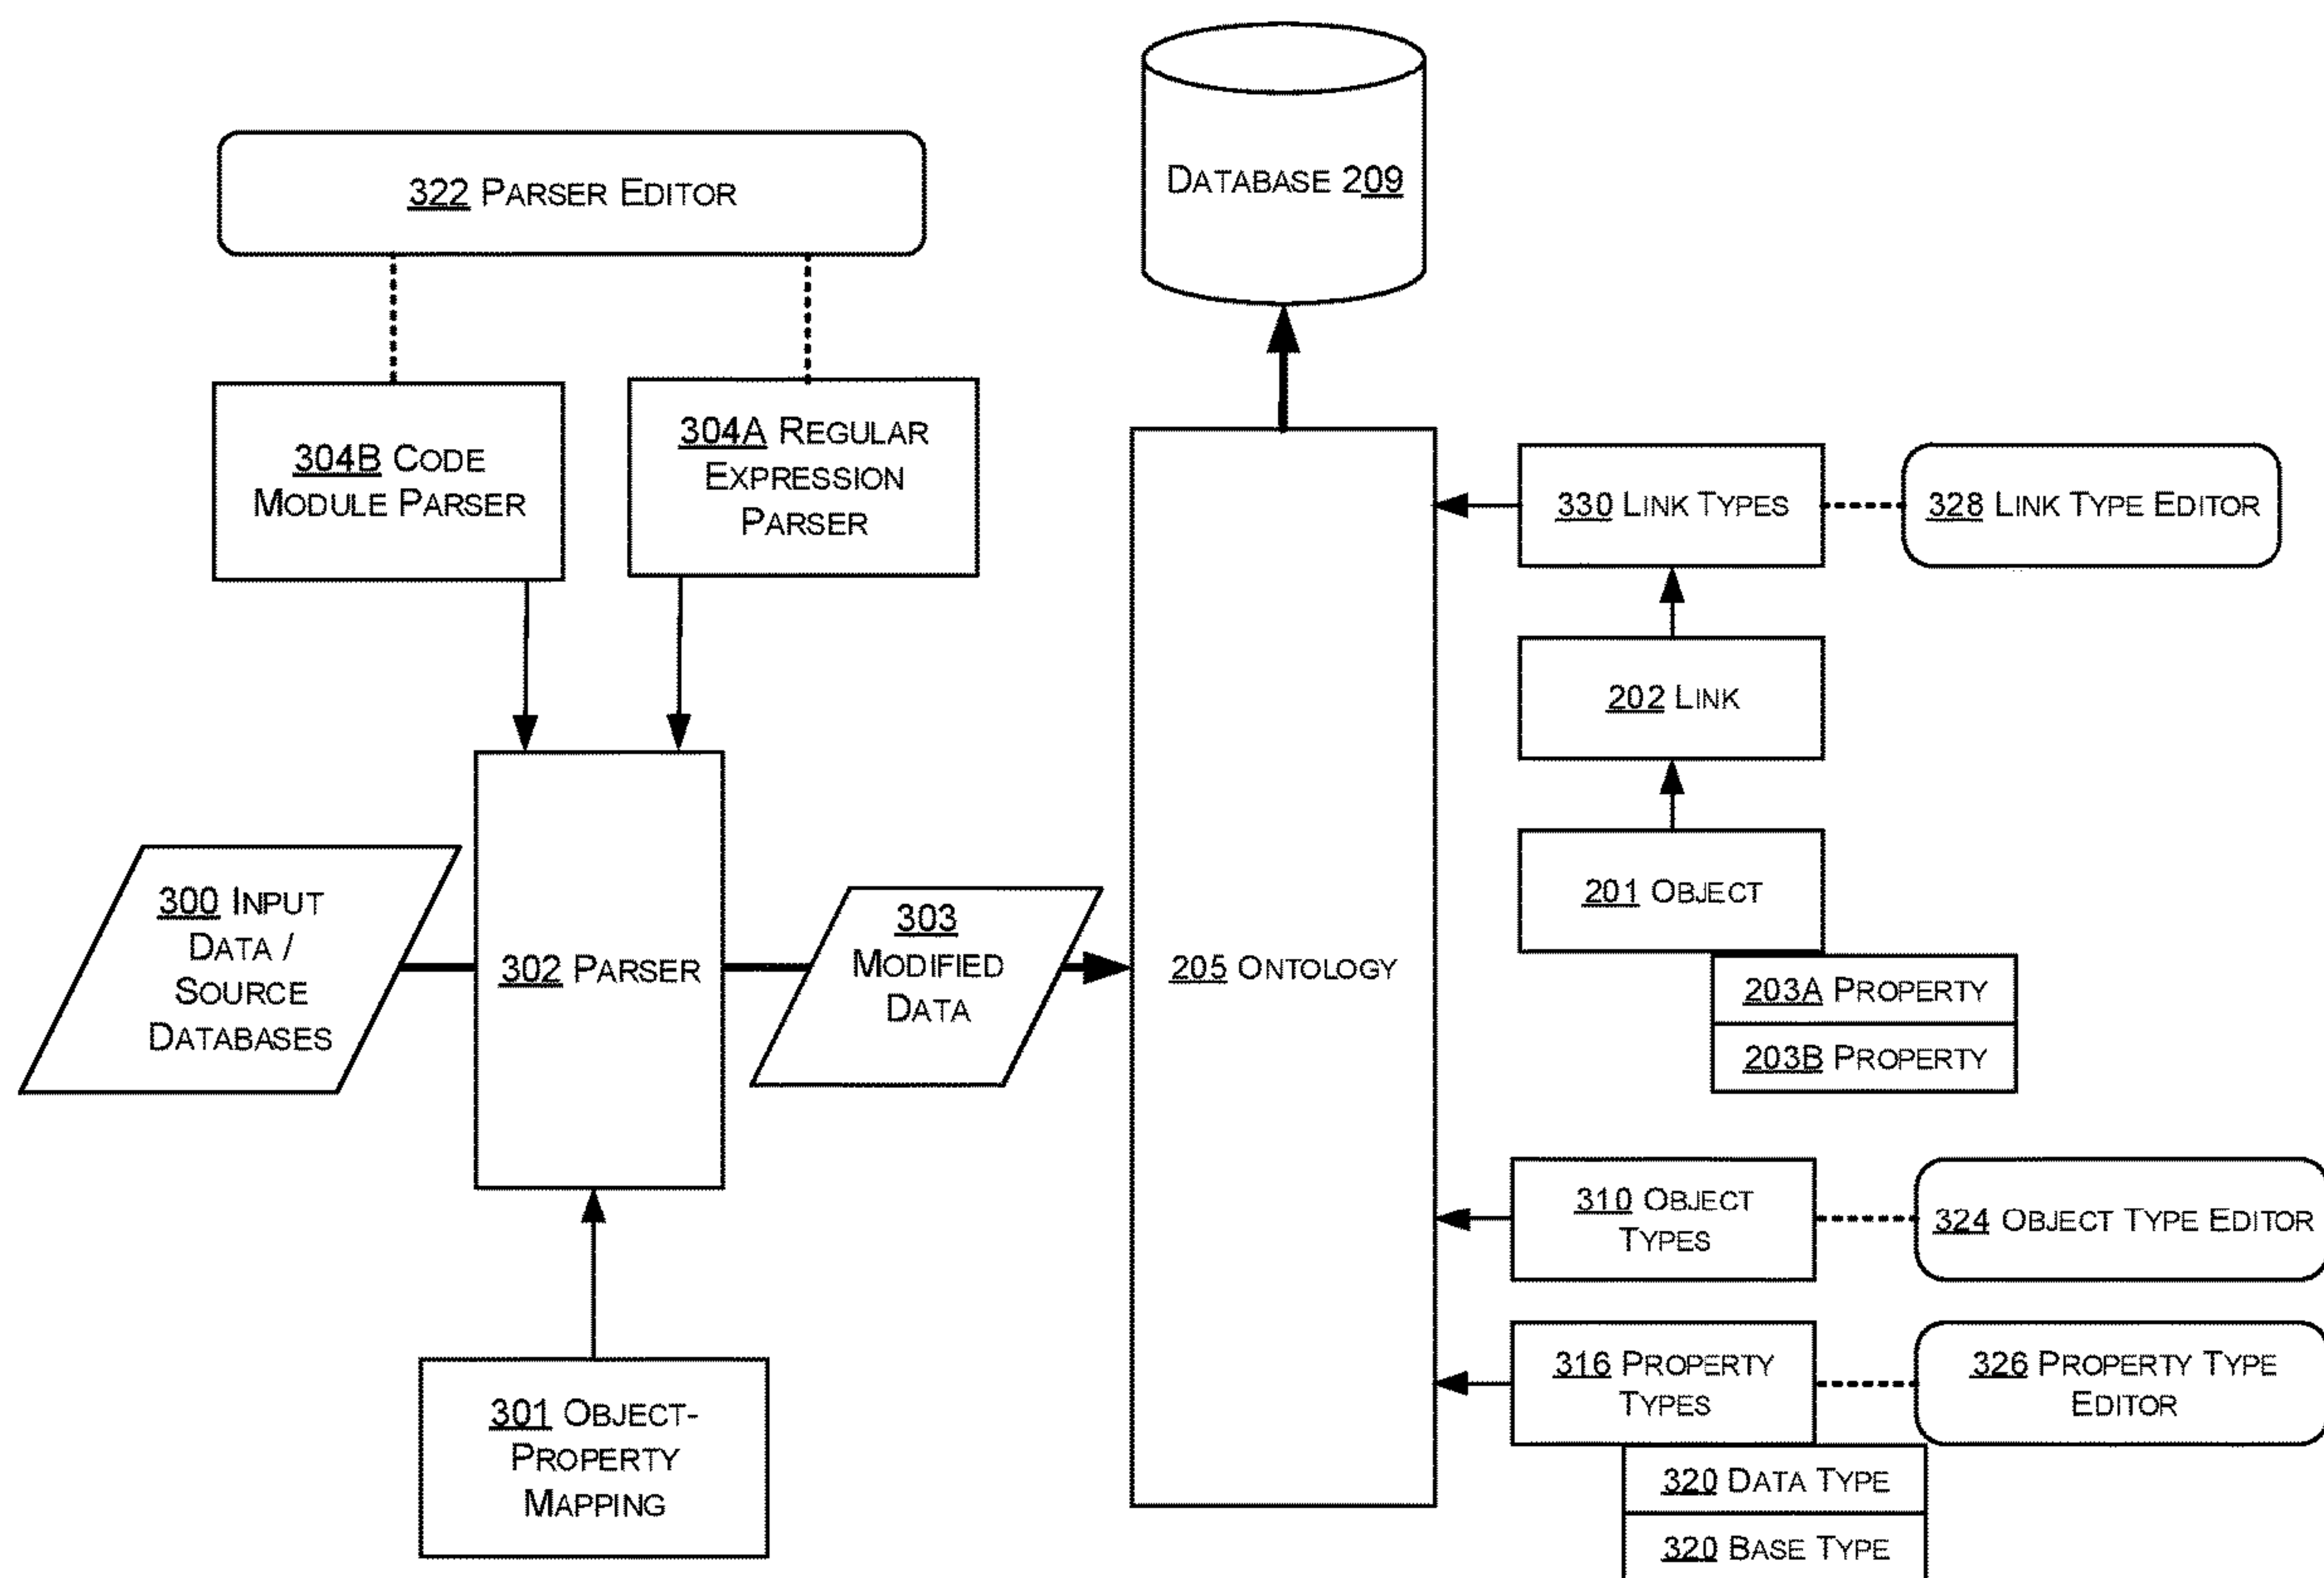 DATABASE 209
322 PARSER EDITOR
304B CODE
MODULE PARSER
304A REGULAR
EXPRESSION
PARSER
330 LINK TYPES
328 LINK TYPE EDITOR
202 LINK
201 OBJECT
203A PROPERTY
203B PROPERTY
300 INPUT
DATA /
SOURCE
DATABASES
302 PARSER
303
MODIFIED
DATA
205 ONTOLOGY
310 OBJECT
TYPES
324 OBJECT TYPE EDITOR
316 PROPERTY
TYPES
326 PROPERTY TYPE
EDITOR
320 DATA TYPE
320 BASE TYPE
301 OBJECT-
PROPERTY
MAPPING